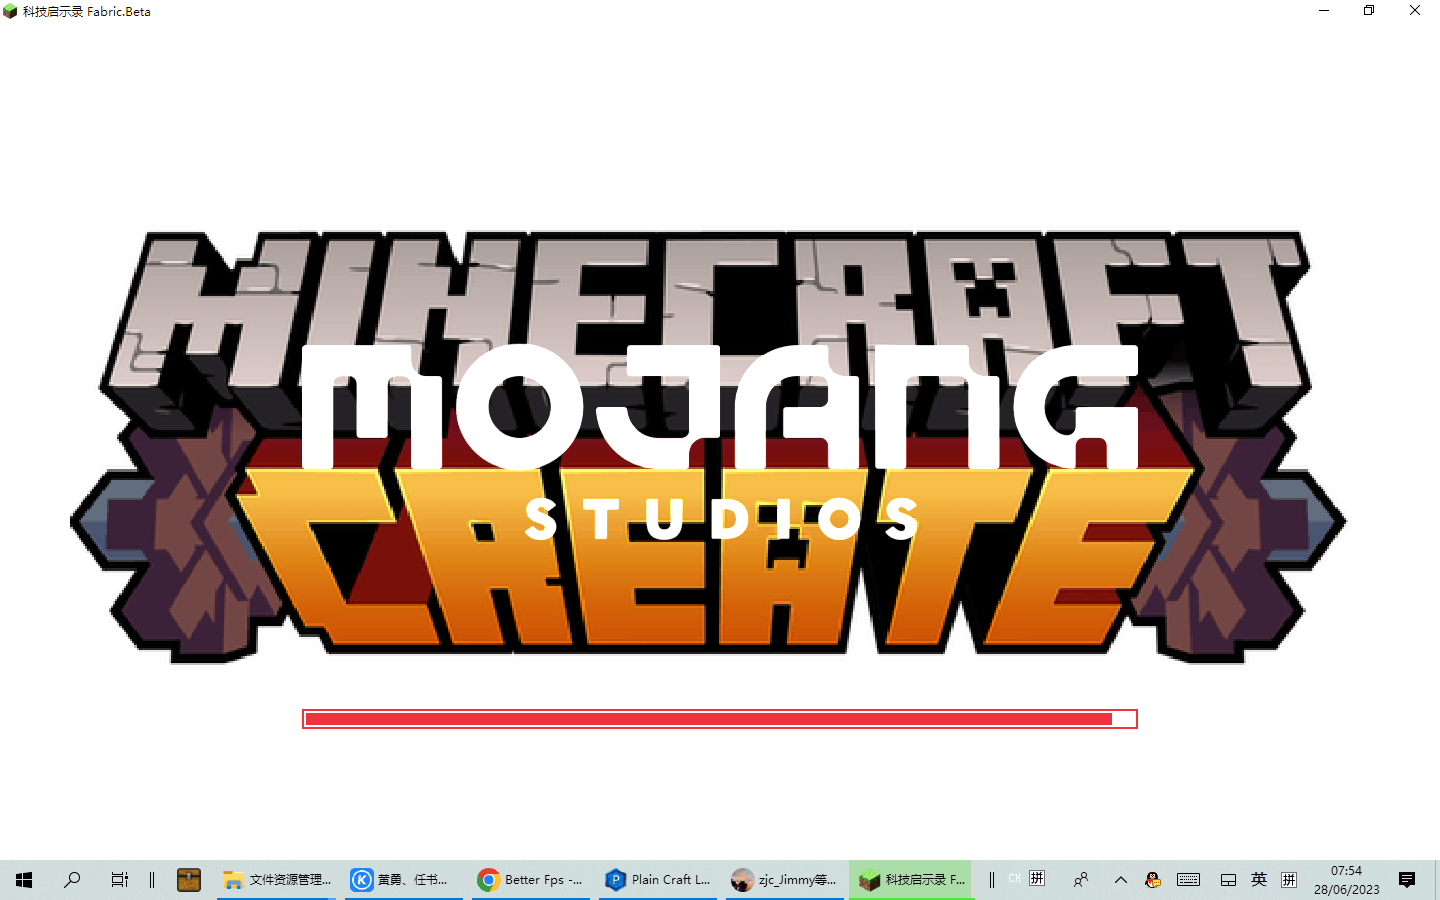 科技启示录 Fabric.Beta
MINECRAFT
MOJANG
CREATE
STUDIOS
文件资源管理...
黄勇、任书...
Better Fps -...
Plain Craft L...
zjc_Jimmy等...
科技启示录 F...
CH 拼
英 拼
07:54
28/06/2023